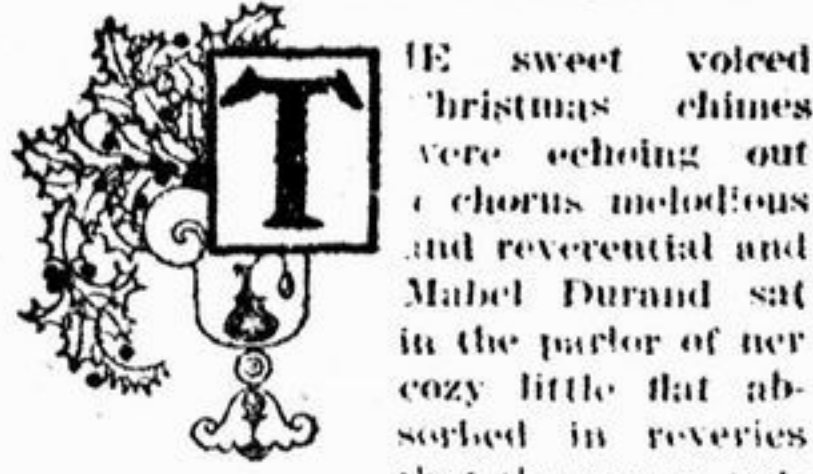 THE sweet voiced
Christmas chimes
were echoing out
a chorus melodious
and reverential and
Mabel Durand sat
in the parlor of her
cozy little flat ab-
sorbed in reveries